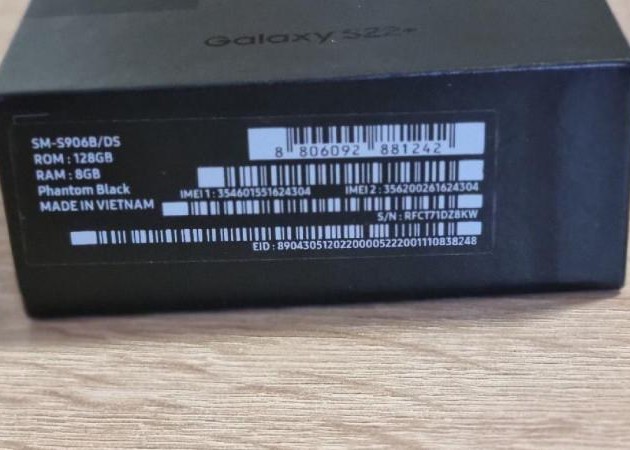 Galaxy S22+
SM-S906B/DS
ROM : 128GB
RAM : 8GB
Phantom Black
MADE IN VIETNAM
8 806092 881242
IMEI 1 : 354601551624304 IMEI 2 : 356200261624304
S/N : RFCT71DZBKW
EID : 89043051202200005222001110838248